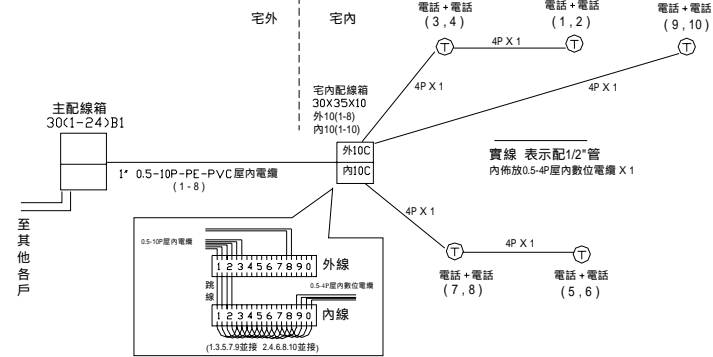 宅外
宅內
電話+電話
(3,4)
電話+電話
(1,2)
電話+電話
(9,10)
4P X 1
4P X 1
4P X 1
宅內配線箱
30X35X10
外10(1-8)
內10(1-10)
主配線箱
30(1-24)B1
外10C
內10C
1" 0.5-10P-PE-PVC屋內電纜
(1-8)
實線 表示配1/2"管
內佈放0.5-4P屋內數位電纜 X 1
至其他各戶
4P X 1
4P X 1
電話+電話
(7,8)
電話+電話
(5,6)
T
T
T
T
T
0.5-10P屋內電纜
1 2 3 4 5 6 7 8 9 0
外線
跳線
0.5-4P屋內數位電纜
1 2 3 4 5 6 7 8 9 0
內線
(1.3.5.7.9並接 2.4.6.8.10並接)